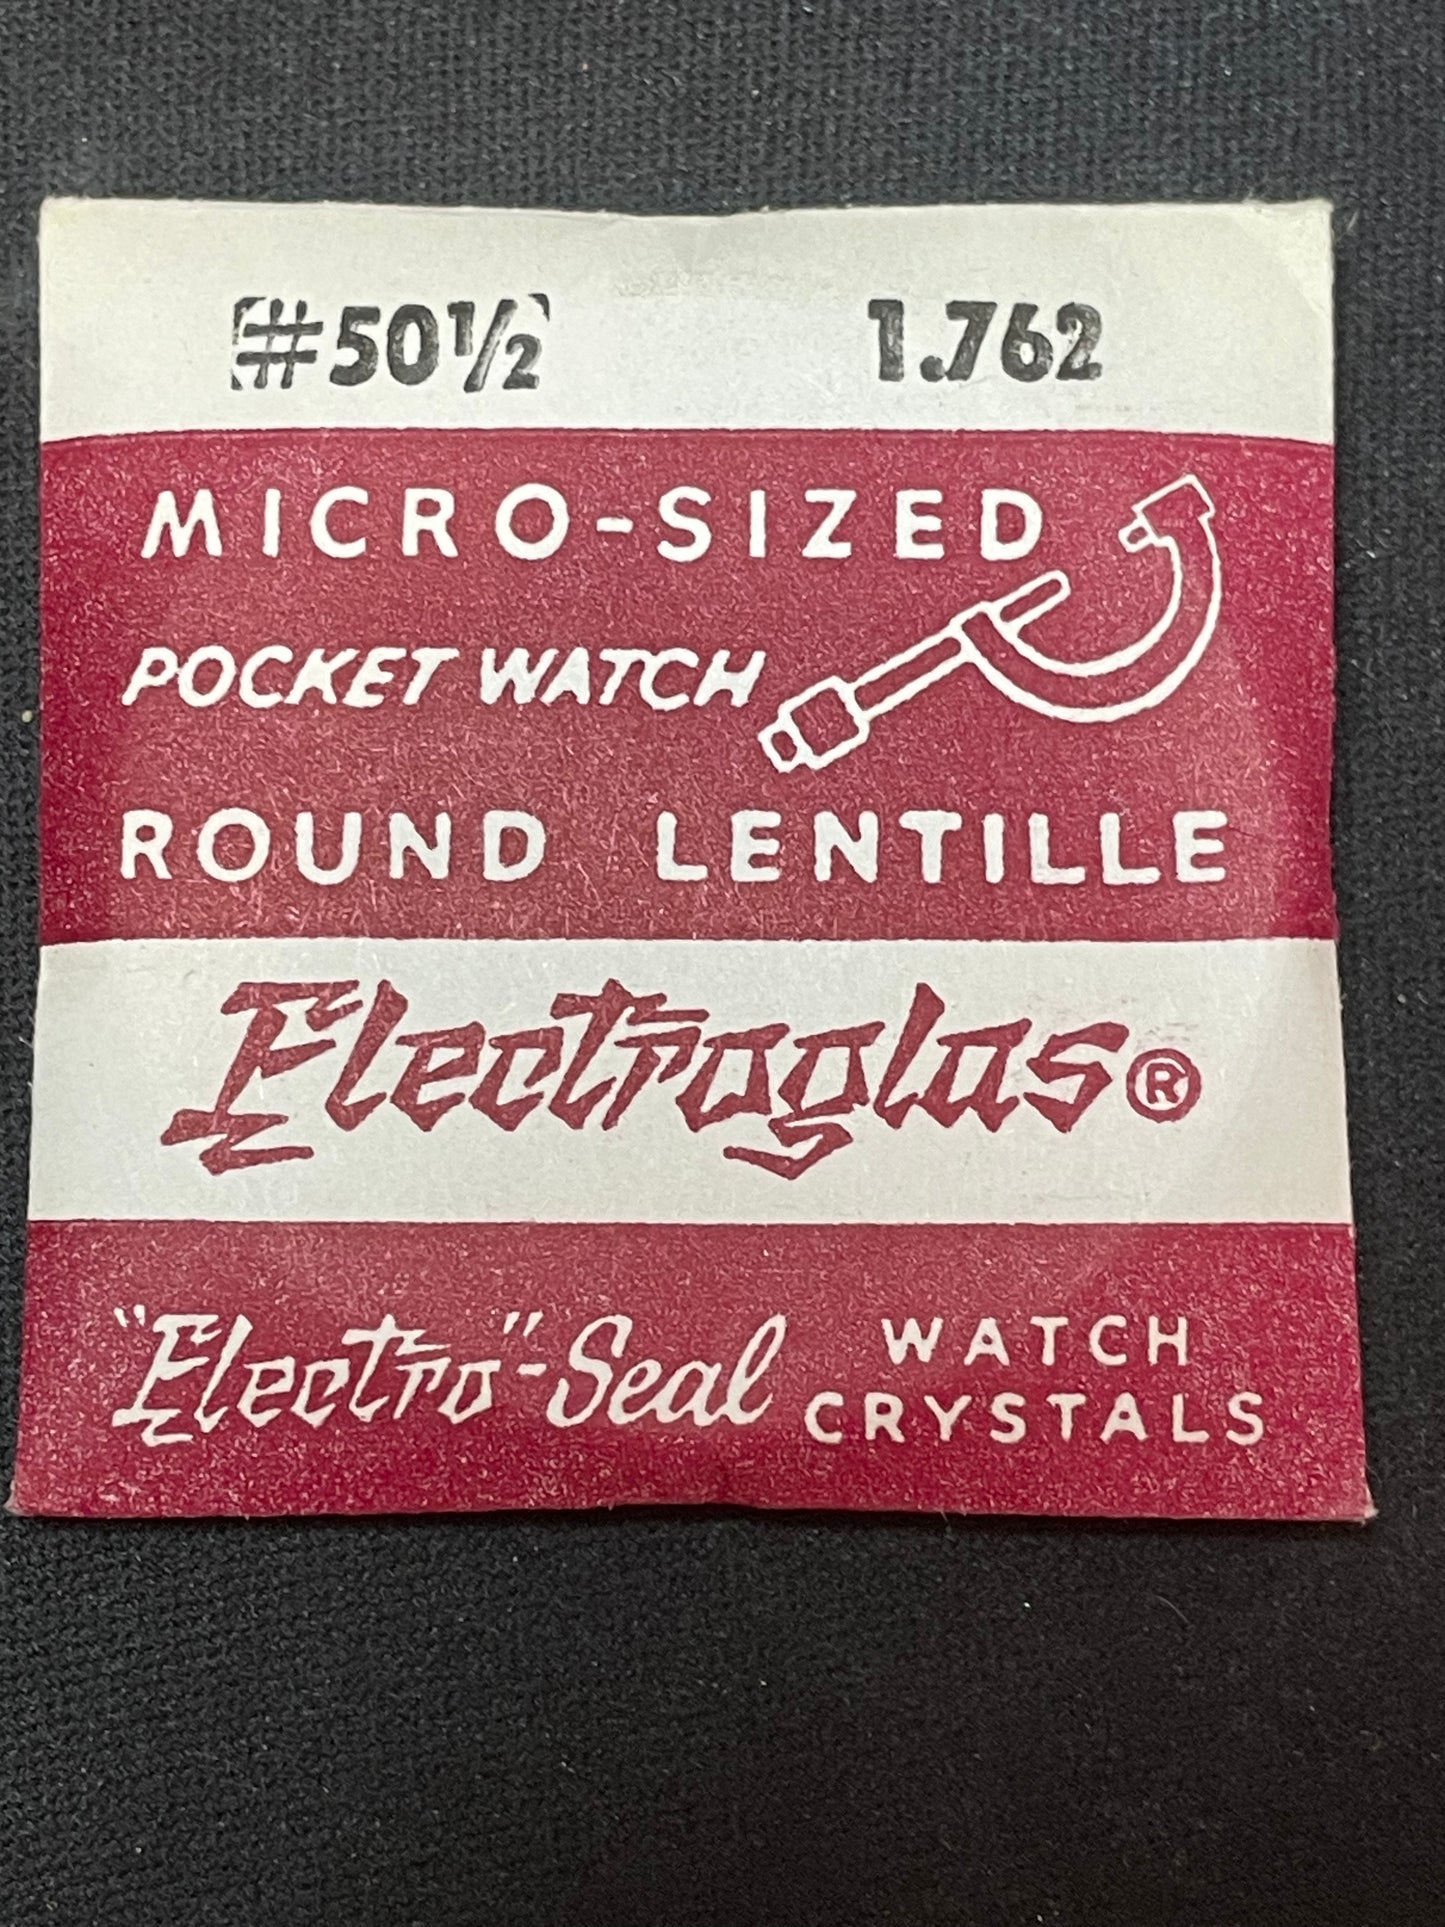 #50½ 1.762
MICRO-SIZED
POCKET WATCH
ROUND LENTILLE
Electroglas®
"Electro"-Seal WATCH CRYSTALS